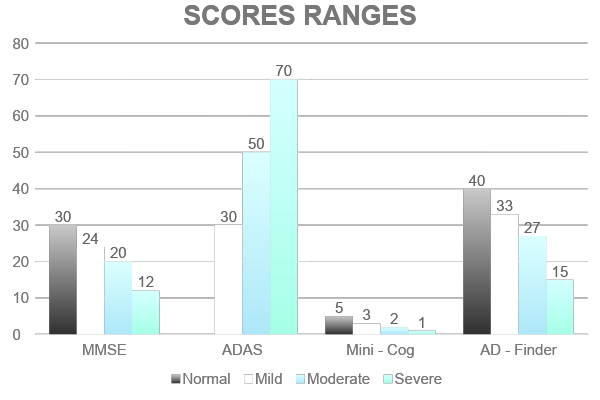 SCORES RANGES
80
70
60
50
40
30
20
10
0
30
24
20
12
30
50
70
5
3
2
1
40
33
27
15
MMSE
ADAS
Mini - Cog
AD - Finder
Normal
Mild
Moderate
Severe